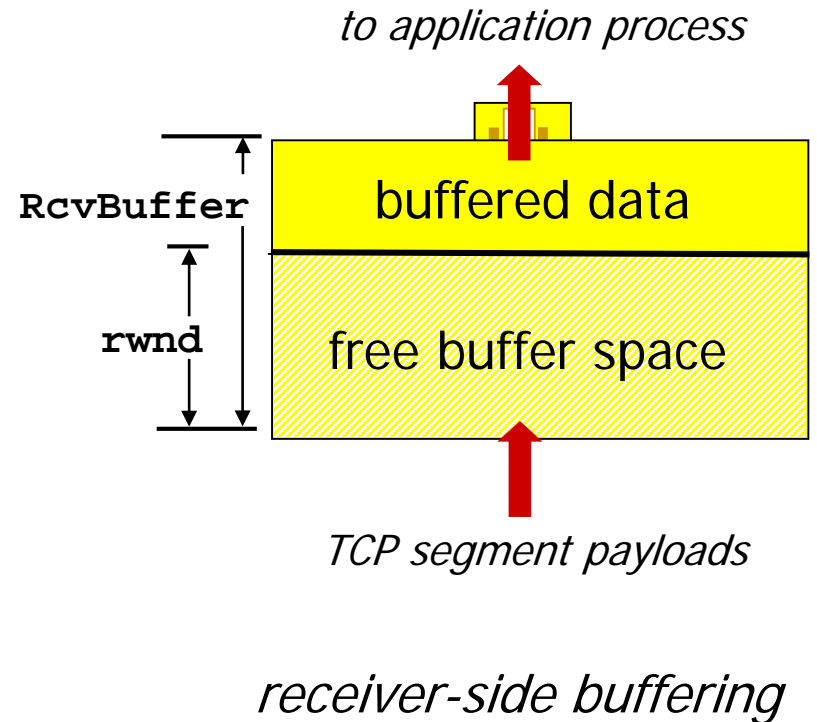 to application process
RcvBuffer
buffered data
rwnd
free buffer space
TCP segment payloads
receiver-side buffering